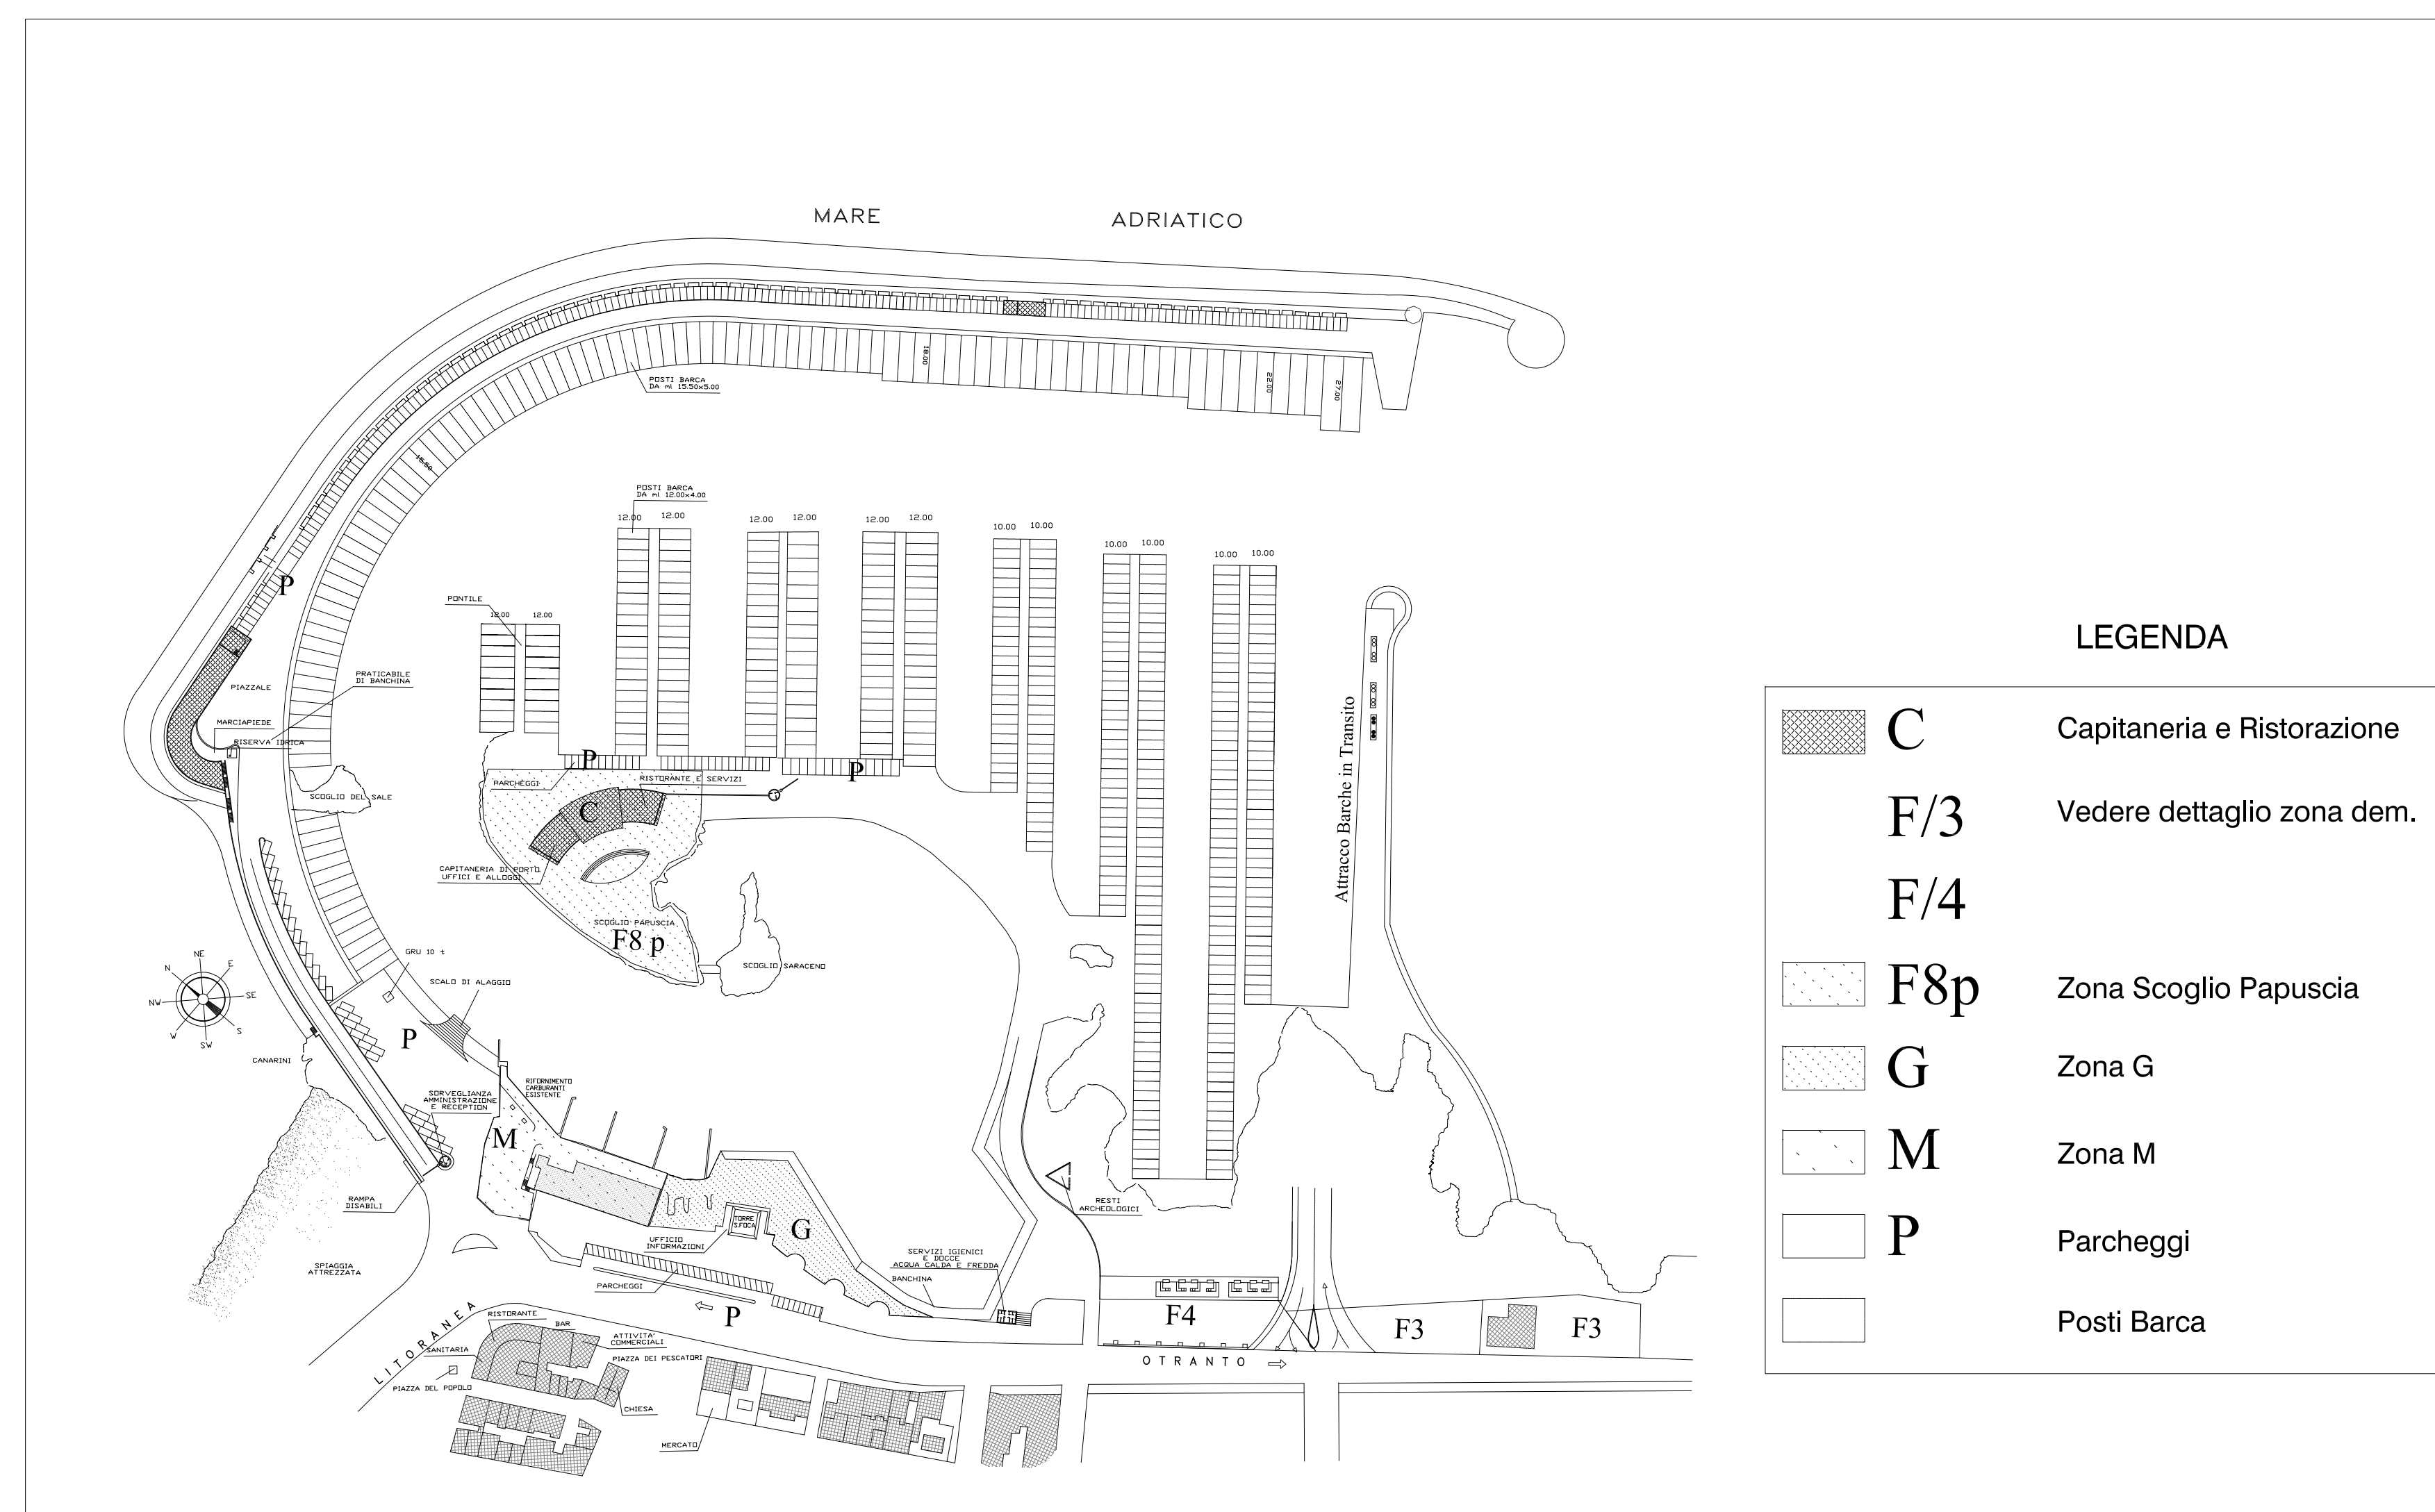 MARE ADRIATICO
18.00
22.00
27.00
POSTI BARCA
DA ml 15.50x5.00
15.50
POSTI BARCA
DA ml 12.00x4.00
12.00 12.00
12.00 12.00
12.00 12.00
10.00 10.00
10.00 10.00
10.00 10.00
P
PONTILE
12.00 12.00
PRATICABILE
DI BANCHINA
PIAZZALE
MARCIAPIEDE
RISERVA IDRICA
SCOGLIO DEL SALE
P
P
PARCHEGGI
RISTORANTE E SERVIZI
C
CAPITANERIA DI PORTO
UFFICI E ALLOGGI
SCOGLIO PAPUSCIA
F8 p
SCOGLIO SARACENO
Attracco Barche in Transito
GRU 10 t
SCALO DI ALAGGIO
N
NE
E
SE
S
SW
W
NW
P
CANARINI
RIFORNIMENTO
CARBURANTI
ESISTENTE
SORVEGLIANZA
AMMINISTRAZIONE
E RECEPTION
M
RAMPA
DISABILI
SPIAGGIA
ATTREZZATA
TORRE
S.FOCA
G
UFFICIO
INFORMAZIONI
PARCHEGGI
P
SERVIZI IGIENICI
E DOCCE
ACQUA CALDA E FREDDA
BANCHINA
RESTI
ARCHEOLOGICI
F4
F3
F3
OTRANTO
LITORANEA
RISTORANTE
BAR
ATTIVITA'
COMMERCIALI
SANITARIA
PIAZZA DEI PESCATORI
PIAZZA DEL POPOLO
CHIESA
MERCATO
LEGENDA
C Capitaneria e Ristorazione
F/3 Vedere dettaglio zona dem.
F/4
F8p Zona Scoglio Papuscia
G Zona G
M Zona M
P Parcheggi
Posti Barca